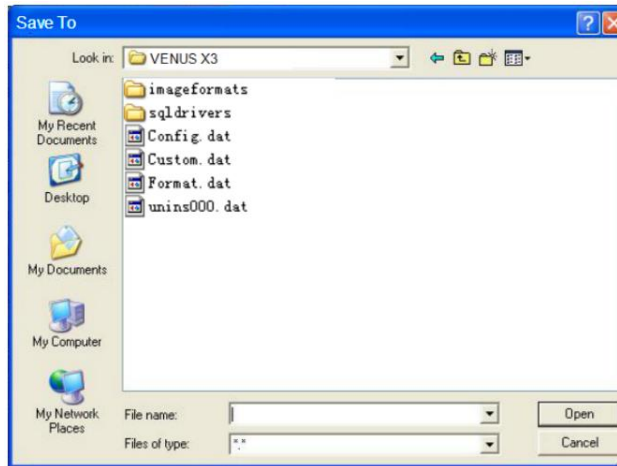 Save To
Look in: VENUS X3
imageformats
sqldrivers
Config.dat
Custom.dat
Format.dat
unins000.dat
My Recent
Documents
Desktop
My Documents
My Computer
My Network
Places
File name:
Open
Files of type: *.*
Cancel